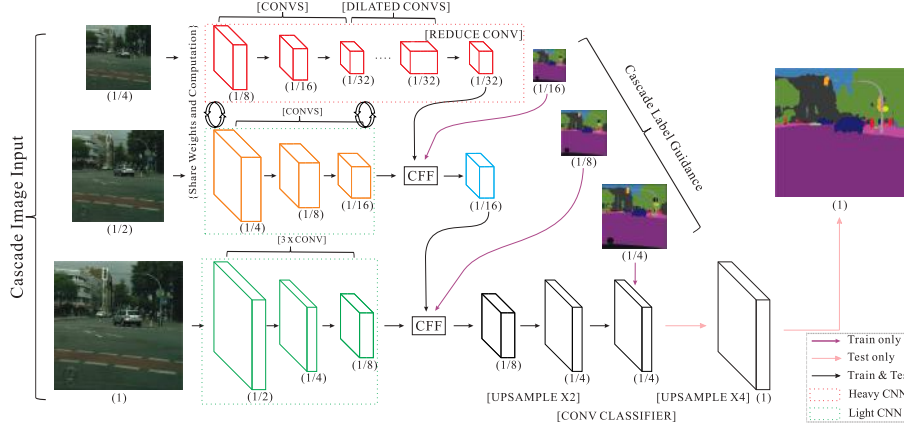 [CONVS]
[DILATED CONVS]
[REDUCE CONV]
(1/4)
(1/8)
(1/16)
(1/32)
(1/32)
(1/32)
(1/16)
{Share Weights and Computation}
Cascade Label Guidance
Cascade Image Input
[CONVS]
(1/8)
CFF
(1/2)
(1/4)
(1/8)
(1/16)
(1/16)
(1)
[3 X CONV]
(1/4)
CFF
(1)
(1/2)
(1/4)
(1/8)
(1/8)
(1/4)
(1/4)
(1)
[UPSAMPLE X2]
[UPSAMPLE X4]
[CONV CLASSIFIER]
Train only
Test only
Train & Te
Heavy CNN
Light CNN